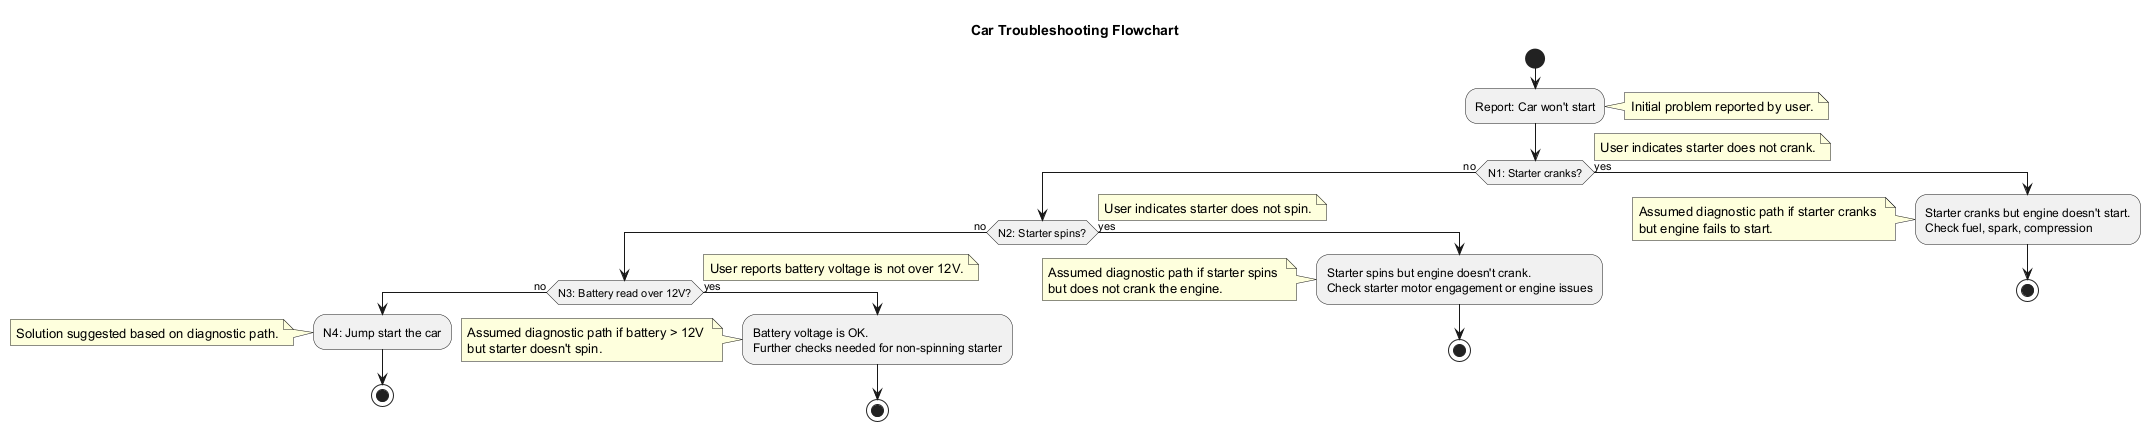 Car Troubleshooting Flowchart
Report: Car won't start
Initial problem reported by user.
User indicates starter does not crank.
no
N1: Starter cranks?
yes
User indicates starter does not spin.
Assumed diagnostic path if starter cranks
but engine fails to start.
Starter cranks but engine doesn't start.
Check fuel, spark, compression
no
N2: Starter spins?
yes
User reports battery voltage is not over 12V.
Assumed diagnostic path if starter spins
but does not crank the engine.
Starter spins but engine doesn't crank.
Check starter motor engagement or engine issues
no
N3: Battery read over 12V?
yes
Solution suggested based on diagnostic path.
N4: Jump start the car
Assumed diagnostic path if battery > 12V
but starter doesn't spin.
Battery voltage is OK.
Further checks needed for non-spinning starter